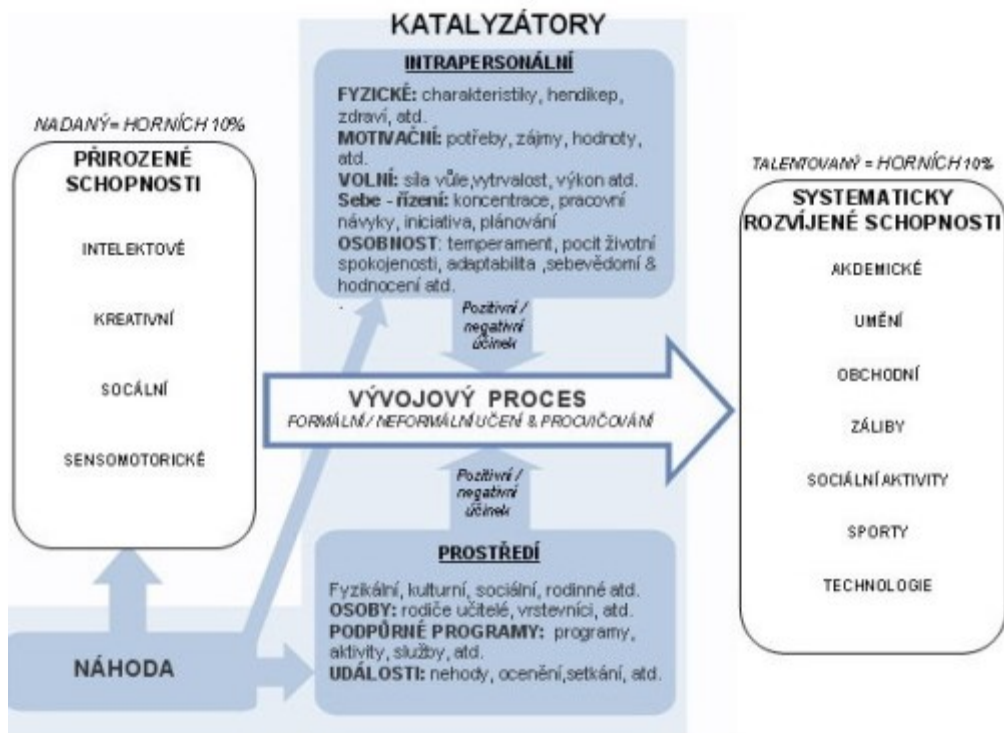 KATALYZÁTORY
INTRAPERSONÁLNÍ
FYZICKÉ: charakteristiky, hendikep,
zdraví, atd.
MOTIVAČNÍ: potřeby, zájmy, hodnoty,
atd.
VOLNÍ: síla vůle,vytrvalost, výkon atd.
Sebe - řízení: koncentrace, pracovní
návyky, iniciativa, plánování
OSOBNOST: temperament, pocit životní
spokojenosti, adaptabilita ,sebevědomí &
hodnocení atd.
.
NADANÝ= HORNÍCH 10%
PŘIROZENÉ
SCHOPNOSTI
INTELEKTOVÉ
KREATIVNÍ
SOCÁLNÍ
SENSOMOTORICKÉ
Pozitivní /
negativní
účinek
VÝVOJOVÝ PROCES
FORMÁLNÍ / NEFORMÁLNÍ UČENÍ & PROCVIČOVÁNÍ
Pozitivní /
negativní
účinek
PROSTŘEDÍ
Fyzikální, kulturní, sociální, rodinné atd.
OSOBY: rodiče učitelé, vrstevníci, atd.
PODPŮRNÉ PROGRAMY: programy,
aktivity, služby, atd.
UDÁLOSTI: nehody, ocenění,setkání, atd.
NÁHODA
TALENTOVANÝ = HORNÍCH 10%
SYSTEMATICKY
ROZVÍJENÉ SCHOPNOSTI
AKDEMICKÉ
UMĚNÍ
OBCHODNÍ
ZÁLIBY
SOCIÁLNÍ AKTIVITY
SPORTY
TECHNOLOGIE